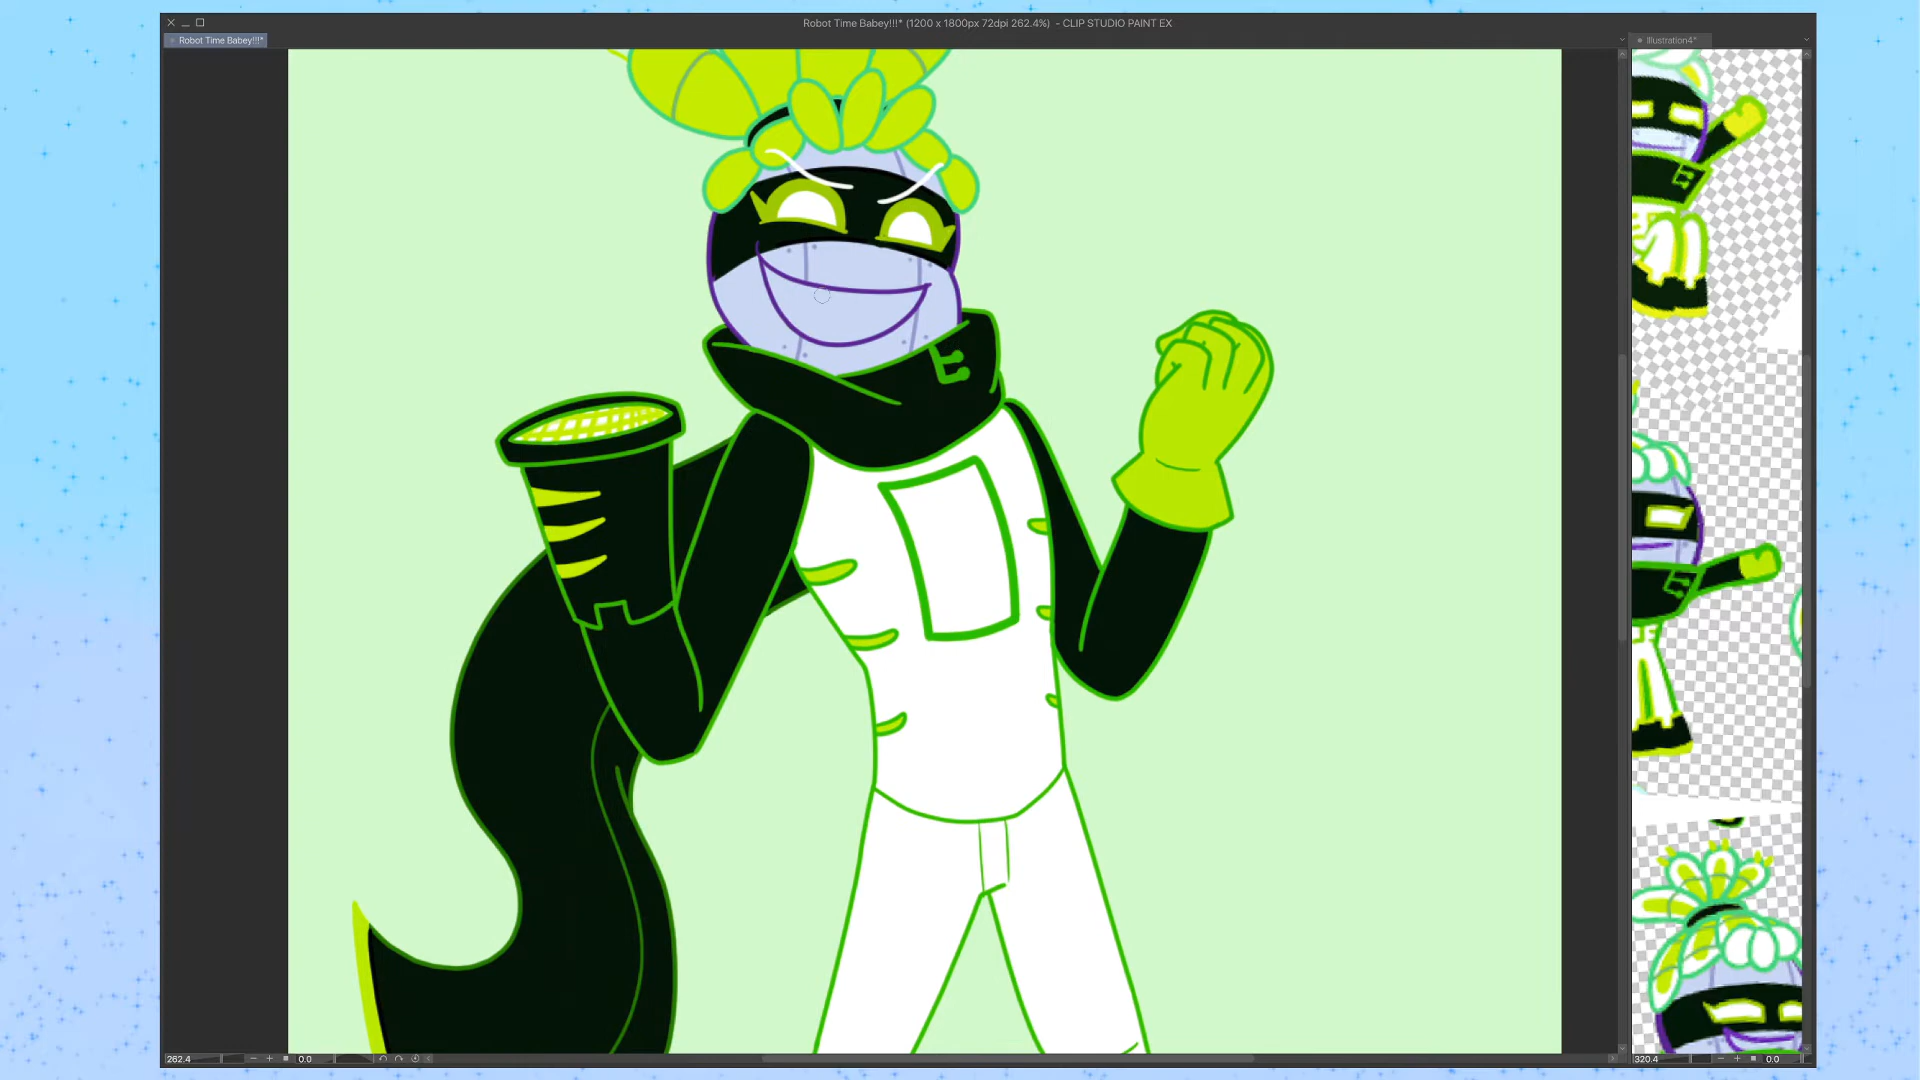 Robot Time Babey!!!* (1200 x 1800px 72dpi 262.4%) - CLIP STUDIO PAINT EX
Robot Time Babey!!!*
Illustration4*
262.4
0.0
320.4
0.0